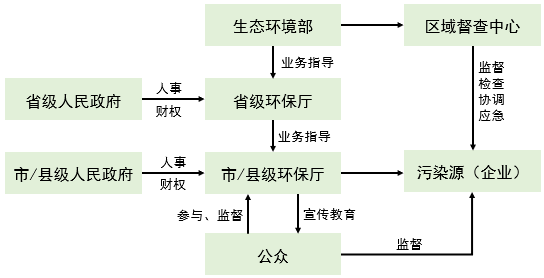 生态环境部
区域督查中心
业务指导
监督
检查
协调
应急
省级人民政府
人事
财权
省级环保厅
业务指导
市/县级人民政府
人事
财权
市/县级环保厅
污染源（企业）
参与、监督
宣传教育
公众
监督